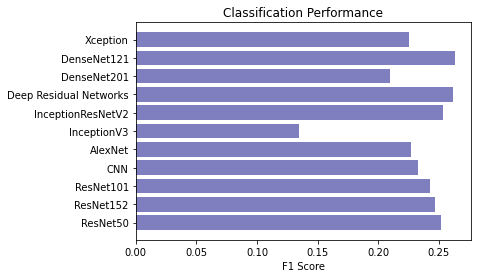 Classification Performance
Xception
DenseNet121
DenseNet201
Deep Residual Networks
InceptionResNetV2
InceptionV3
AlexNet
CNN
ResNet101
ResNet152
ResNet50
0.00 0.05 0.10 0.15 0.20 0.25
F1 Score